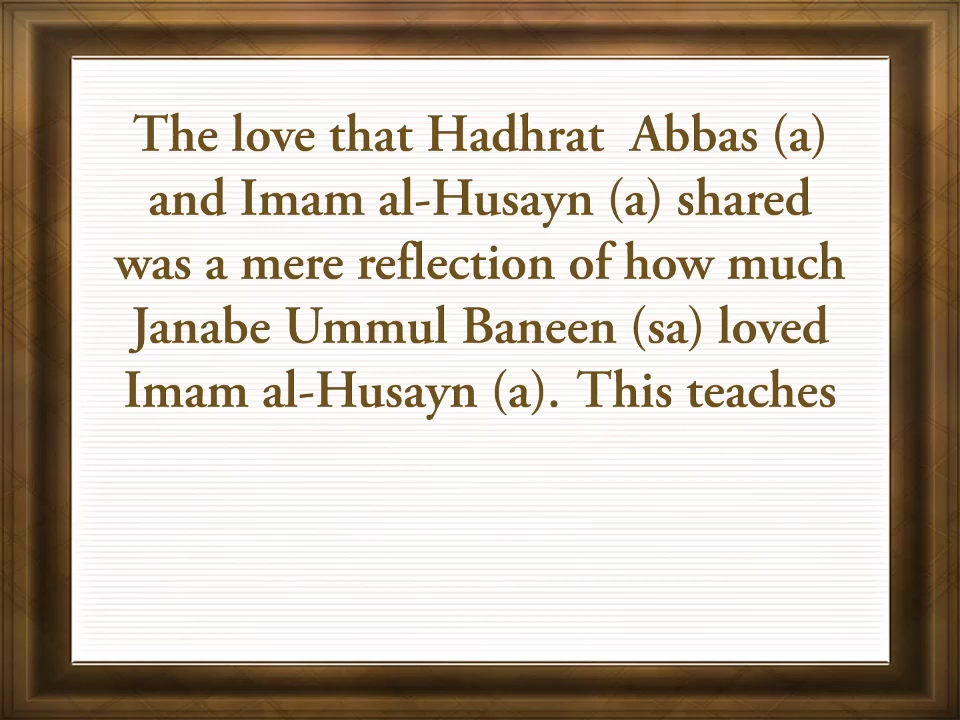 The love that Hadhrat  Abbas (a)
and Imam al-Husayn (a) shared
was a mere reflection of how much
Janabe Ummul Baneen (sa) loved
Imam al-Husayn (a).  This teaches